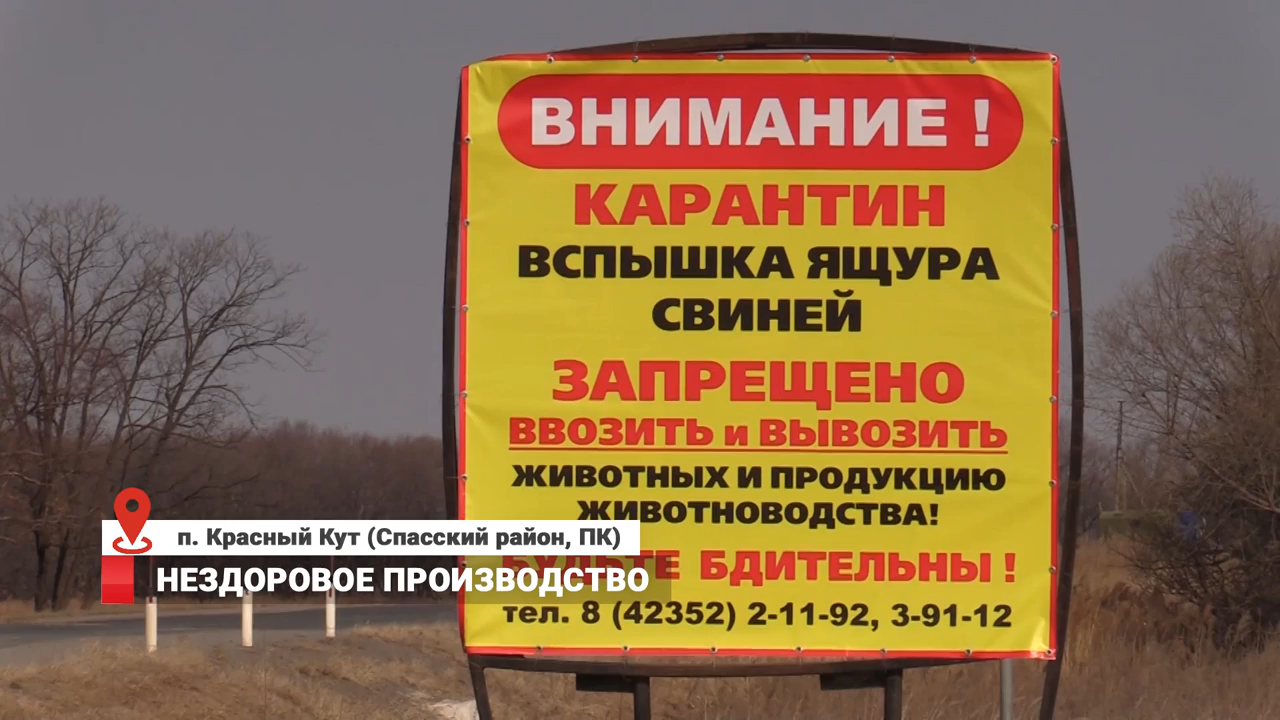 ВНИМАНИЕ !
КАРАНТИН
ВСПЫШКА ЯЩУРА
СВИНЕЙ
ЗАПРЕЩЕНО
ВВОЗИТЬ и ВЫВОЗИТЬ
ЖИВОТНЫХ И ПРОДУКЦИЮ
ЖИВОТНОВОДСТВА!
БУДЬТЕ БДИТЕЛЬНЫ !
тел. 8 (42352) 2-11-92, 3-91-12
п. Красный Кут (Спасский район, ПК)
НЕЗДОРОВОЕ ПРОИЗВОДСТВО